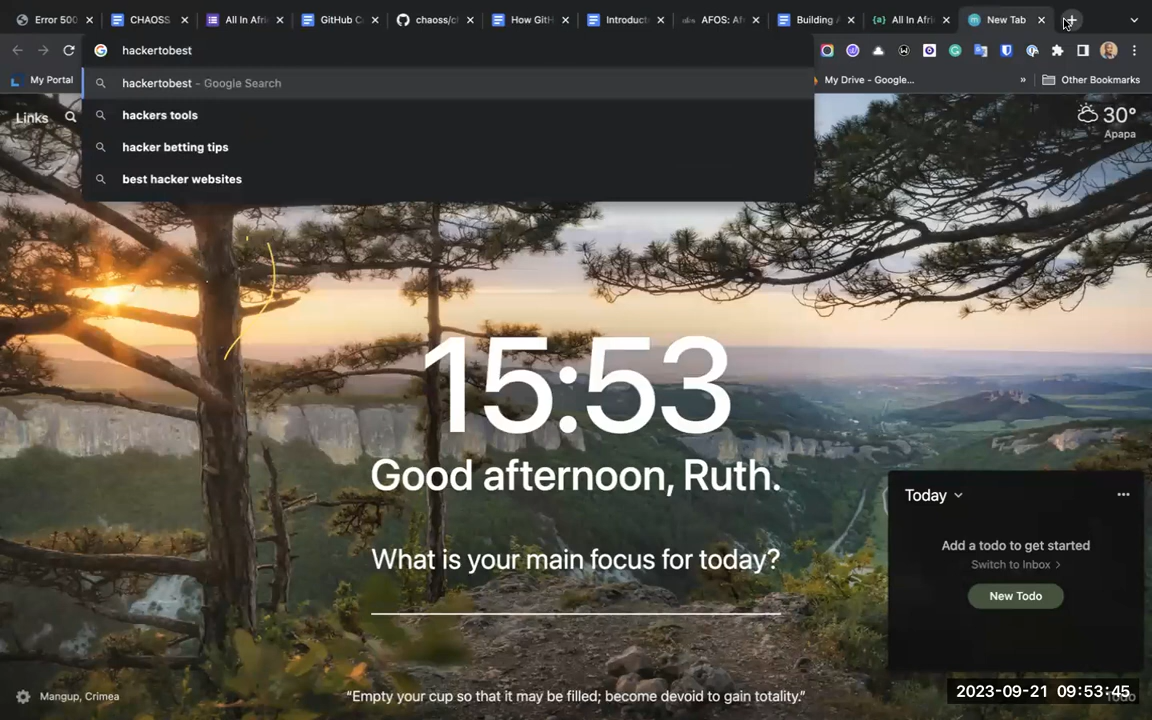 Error 500
CHAOSS
All In Afri
GitHub C
chaoss/c
How GitH
Introduct
AFOS: Af
Building
All In Afri
New Tab
hackertobest
My Portal
My Drive - Google...
»
Other Bookmarks
hackertobest - Google Search
hackers tools
hacker betting tips
best hacker websites
Links
30°
Apapa
15:53
Good afternoon, Ruth.
What is your main focus for today?
Today
Add a todo to get started
Switch to Inbox
New Todo
Mangup, Crimea
“Empty your cup so that it may be filled; become devoid to gain totality.”
2023-09-21 09:53:45